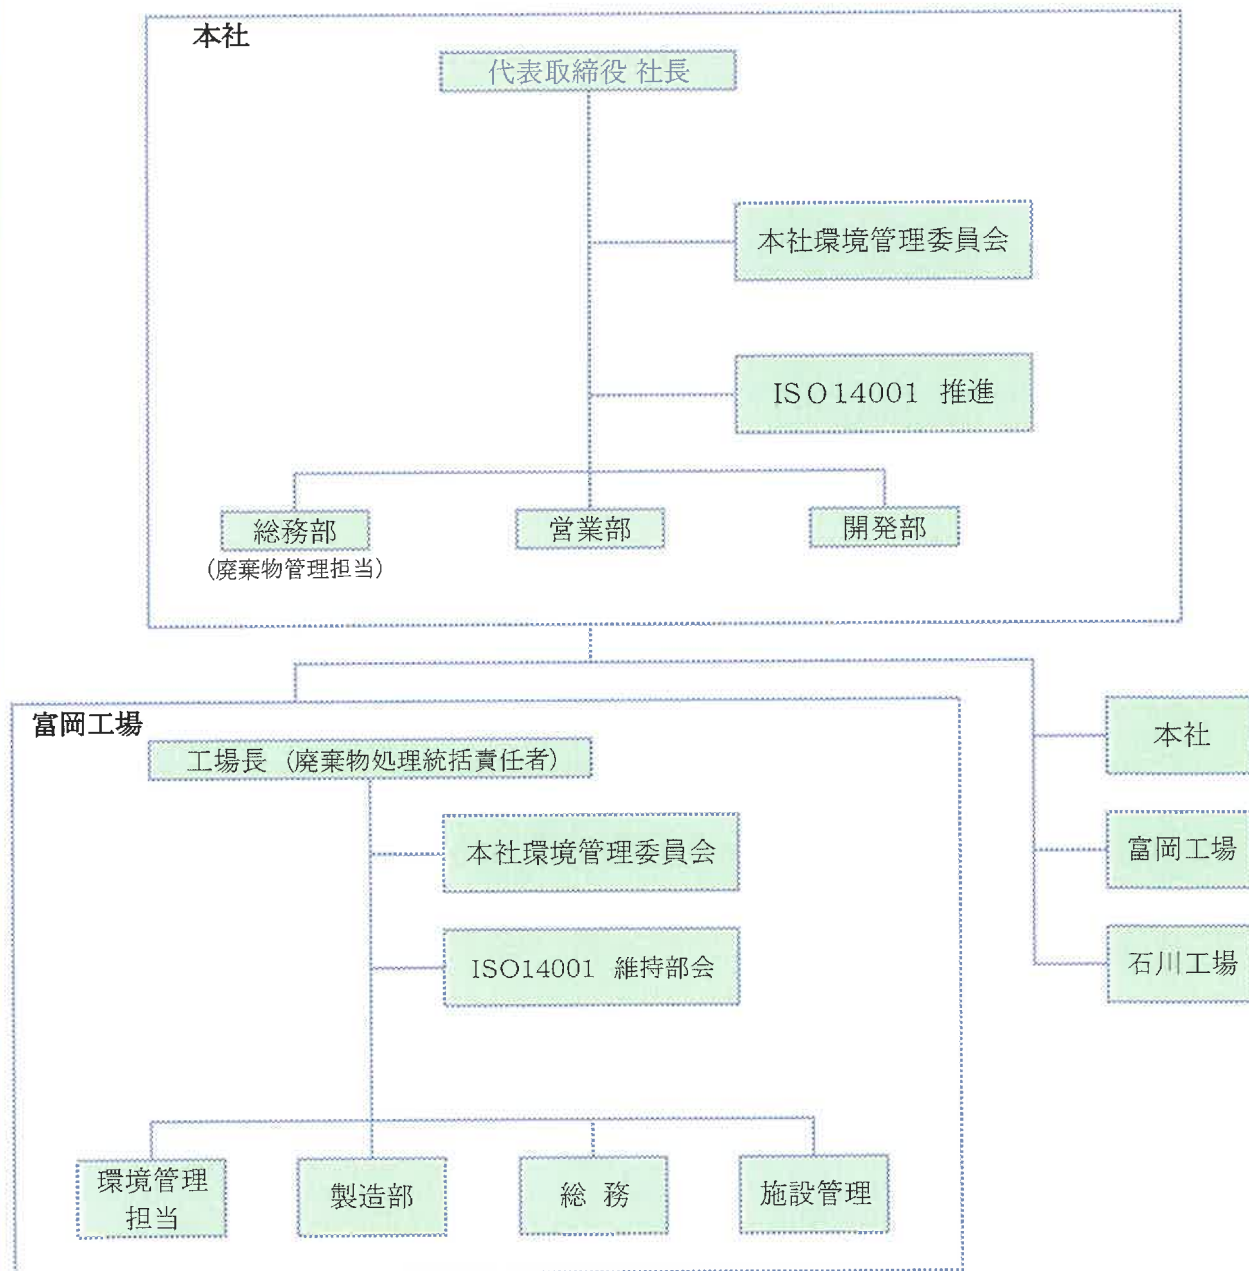 本社
代表取締役 社長
本社環境管理委員会
ISO14001 推進
総務部
(廃棄物管理担当)
営業部
開発部
富岡工場
工場長 (廃棄物処理統括責任者)
本社環境管理委員会
ISO14001 維持部会
環境管理
担当
製造部
総 務
施設管理
本社
富岡工場
石川工場